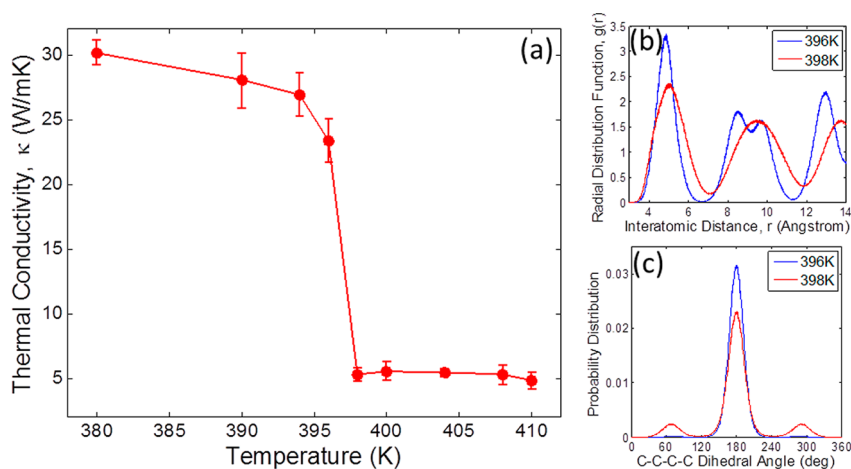 (a)
Thermal Conductivity, κ (W/mK)
30
25
20
15
10
5
380 385 390 395 400 405 410
Temperature (K)
(b)
396K
398K
Radial Distribution Function, g(r)
3.5
3
2.5
2
1.5
1
0.5
0
4 6 8 10 12 14
Interatomic Distance, r (Angstrom)
(c)
396K
398K
Probability Distribution
0.03
0.02
0.01
0
0 60 120 180 240 300 360
C-C-C-C Dihedral Angle (deg)